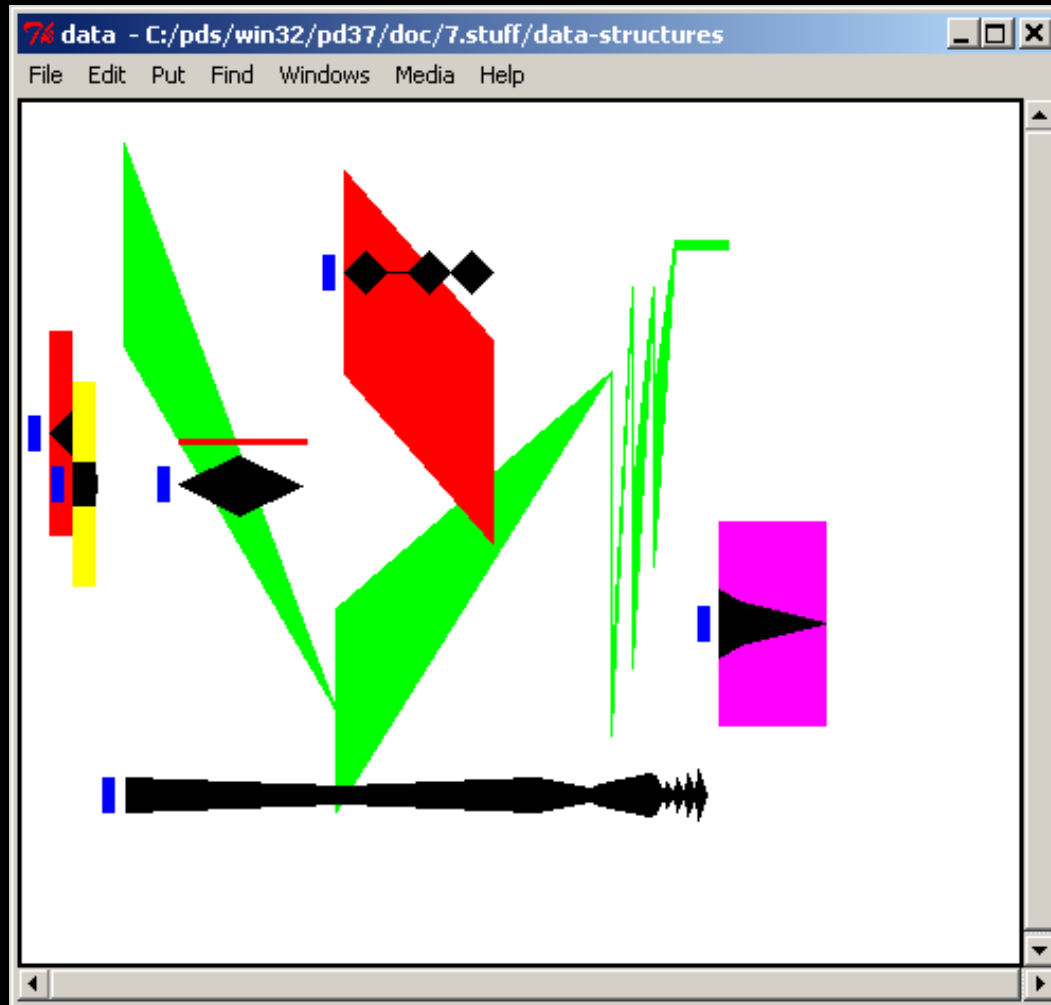 data - C:/pds/win32/pd37/doc/7.stuff/data-structures
File Edit Put Find Windows Media Help